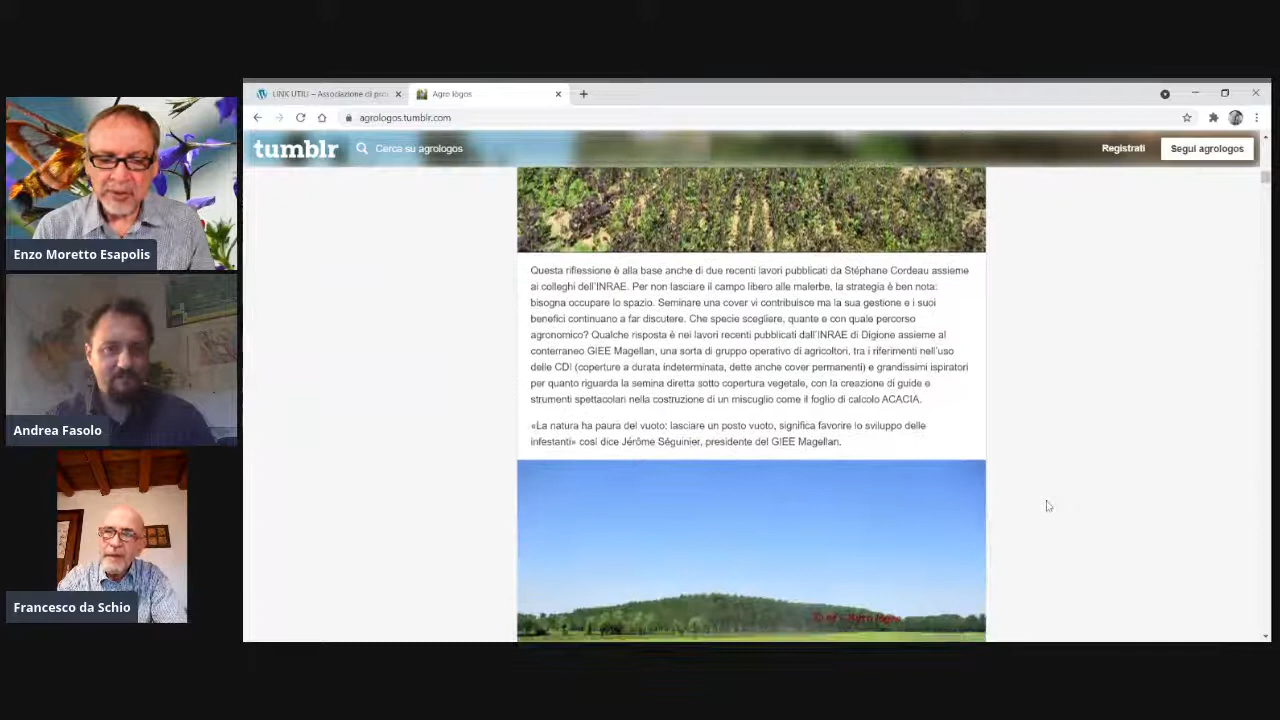 Enzo Moretto Esapolis
Andrea Fasolo
Francesco da Schio
LINK UTILI – Associazione di pro
Agro lògos
agrologos.tumblr.com
tumblr
Cerca su agrologos
Registrati
Segui agrologos
Questa riflessione è alla base anche di due recenti lavori pubblicati da Stéphane Cordeau assieme
ai colleghi dell'INRAE. Per non lasciare il campo libero alle malerbe, la strategia è ben nota:
bisogna occupare lo spazio. Seminare una cover vi contribuisce ma la sua gestione e i suoi
benefici continuano a far discutere. Che specie scegliere, quante e con quale percorso
agronomico? Qualche risposta è nei lavori recenti pubblicati dall'INRAE di Digione assieme al
conterraneo GIEE Magellan, una sorta di gruppo operativo di agricoltori, tra i riferimenti nell'uso
delle CDI (coperture a durata indeterminata, dette anche cover permanenti) e grandissimi ispiratori
per quanto riguarda la semina diretta sotto copertura vegetale, con la creazione di guide e
strumenti spettacolari nella costruzione di un miscuglio come il foglio di calcolo ACACIA.
«La natura ha paura del vuoto: lasciare un posto vuoto, significa favorire lo sviluppo delle
infestanti» così dice Jérôme Séguinier, presidente del GIEE Magellan.